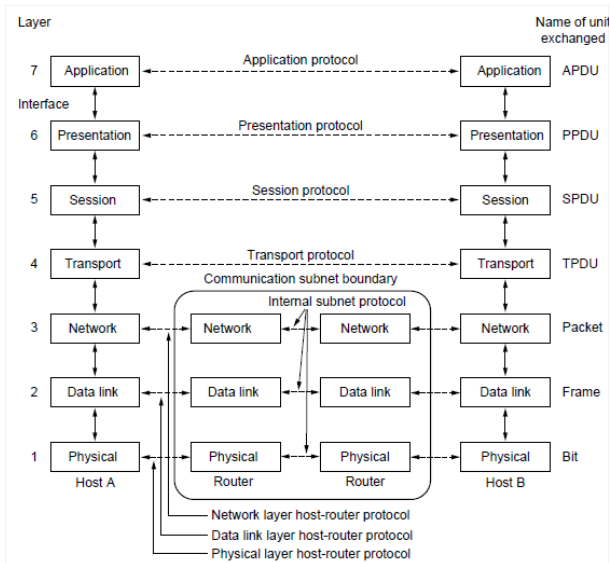 Layer
Name of unit
exchanged
7 Application Application protocol Application APDU
Interface
6 Presentation Presentation protocol Presentation PPDU
5 Session Session protocol Session SPDU
4 Transport Transport protocol Transport TPDU
Communication subnet boundary
Internal subnet protocol
3 Network Network Network Network Packet
2 Data link Data link Data link Data link Frame
1 Physical Physical Physical Physical Bit
Host A Router Router Host B
Network layer host-router protocol
Data link layer host-router protocol
Physical layer host-router protocol